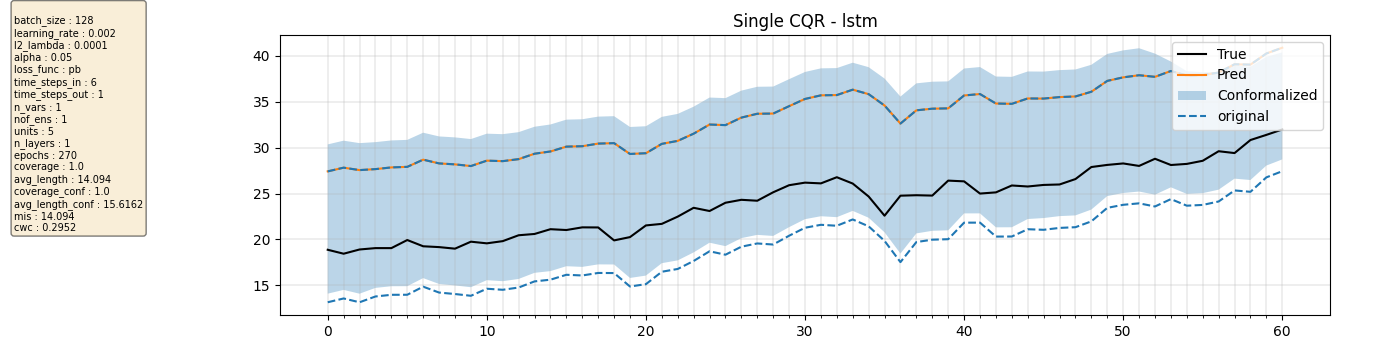 batch_size : 128
learning_rate : 0.002
l2_lambda : 0.0001
alpha : 0.05
loss_func : pb
time_steps_in : 6
time_steps_out : 1
n_vars : 1
nof_ens : 1
units : 5
n_layers : 1
epochs : 270
coverage : 1.0
avg_length : 14.094
coverage_conf : 1.0
avg_length_conf : 15.6162
mis : 14.094
cwc : 0.2952
Single CQR - lstm
40
35
30
25
20
15
True
Pred
Conformalized
original
0 10 20 30 40 50 60